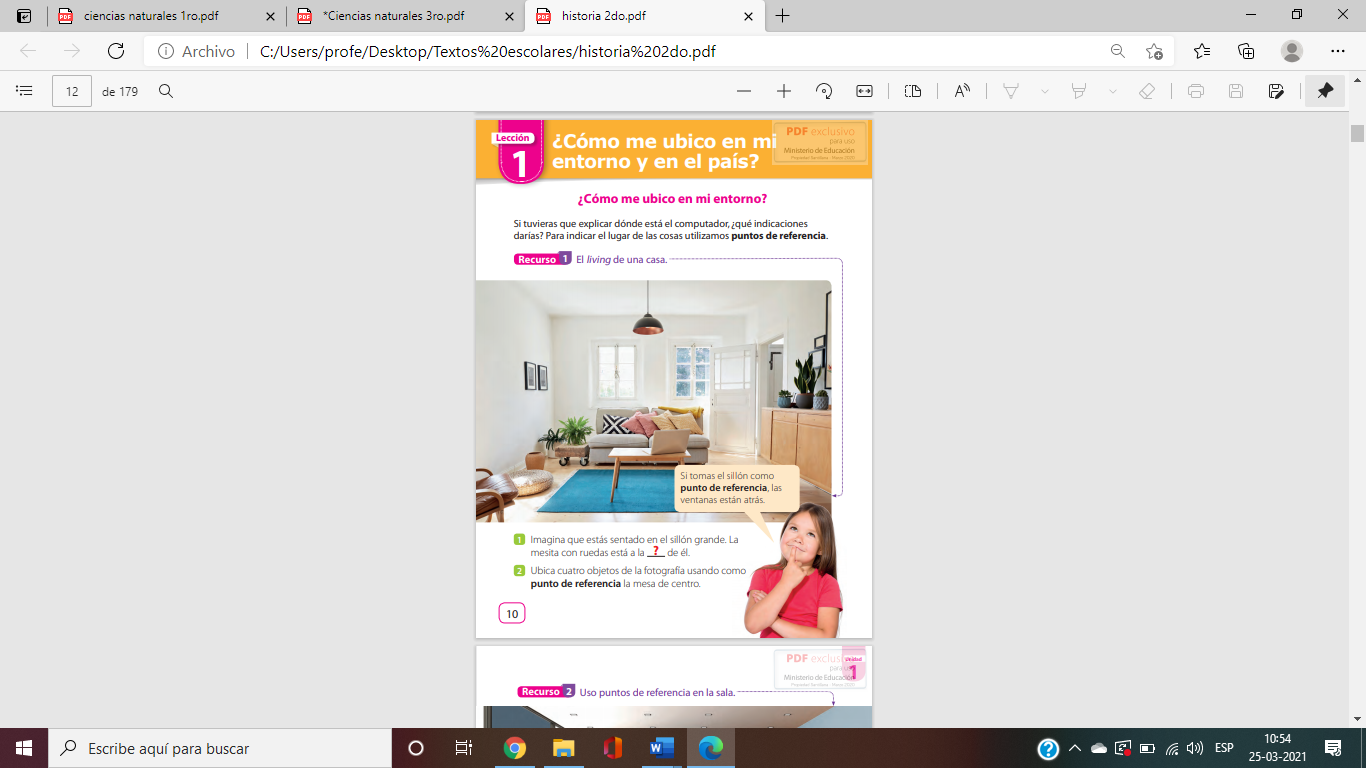 ciencias naturales 1ro.pdf
*Ciencias naturales 3ro.pdf
historia 2do.pdf
Archivo
C:/Users/profe/Desktop/Textos%20escolares/historia%202do.pdf
12
de 179
Lección
1
¿Cómo me ubico en mi
entorno y en el país?
PDF exclusivo
para uso
Ministerio de Educación
¿Cómo me ubico en mi entorno?
Si tuvieras que explicar dónde está el computador, ¿qué indicaciones
darías? Para indicar el lugar de las cosas utilizamos puntos de referencia.
Recurso 1 El living de una casa.
Si tomas el sillón como
punto de referencia, las
ventanas están atrás.
1 Imagina que estás sentado en el sillón grande. La
mesita con ruedas está a la ? de él.
2 Ubica cuatro objetos de la fotografía usando como
punto de referencia la mesa de centro.
10
PDF exclusivo
Unidad
1
Ministerio de Educación
Recurso 2 Uso puntos de referencia en la sala.
Escribe aquí para buscar
ESP
10:54
25-03-2021